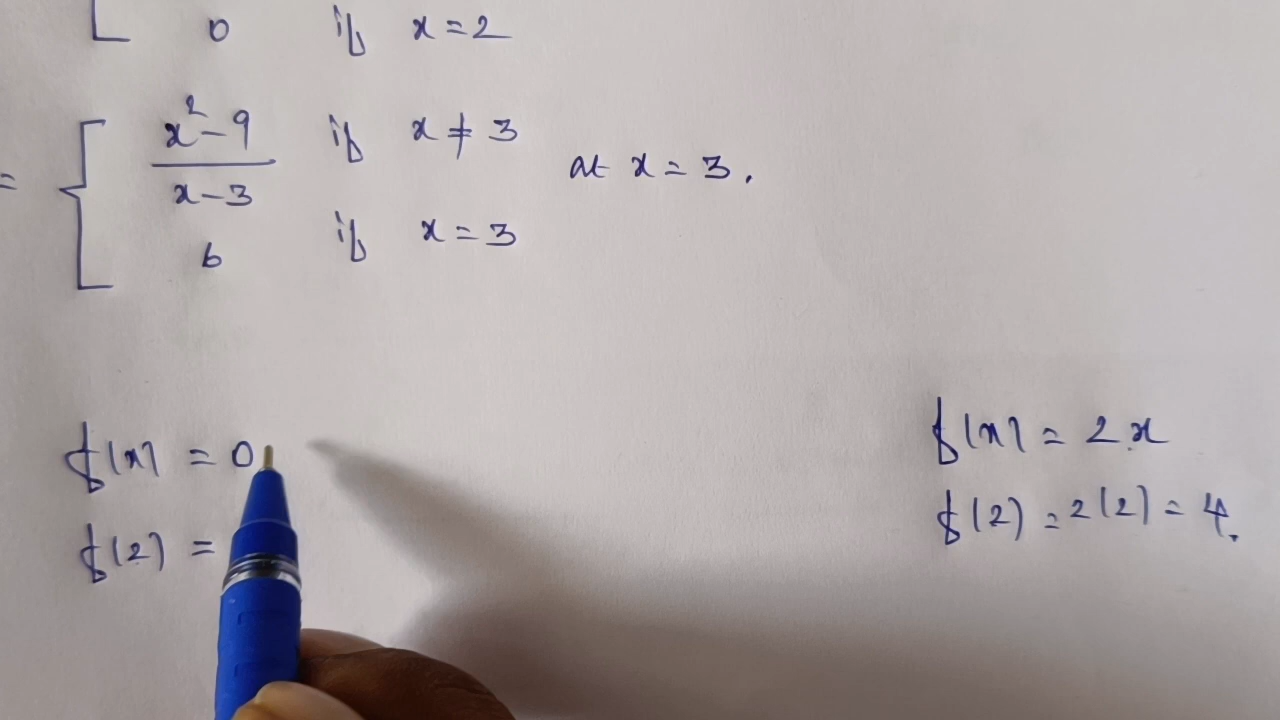 0 if x = 2
x² - 9 if x ≠ 3
= { ――― at x = 3.
x - 3
6 if x = 3
f(x) = 0
f(2) =
f(x) = 2x
f(2) = 2(2) = 4.